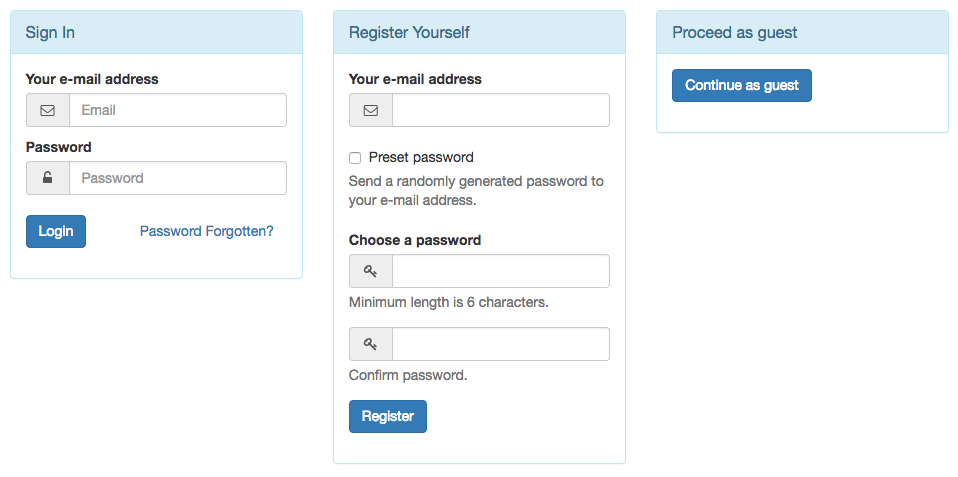 Sign In
Your e-mail address
Email
Password
Password
Login
Password Forgotten?
Register Yourself
Your e-mail address
Preset password
Send a randomly generated password to
your e-mail address.
Choose a password
Minimum length is 6 characters.
Confirm password.
Register
Proceed as guest
Continue as guest